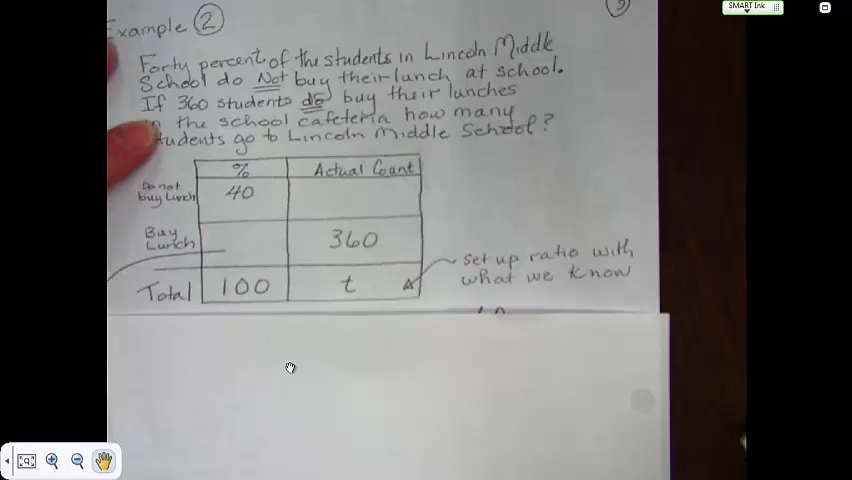 SMART Ink
Example 2
Forty percent of the students in Lincoln Middle
School do Not buy their lunch at school.
If 360 students do buy their lunches
the school cafeteria how many
students go to Lincoln Middle School?
% Actual Count
Do not
buy Lunch 40
Buy
Lunch 360
Total 100 t
set up ratio with
what we know